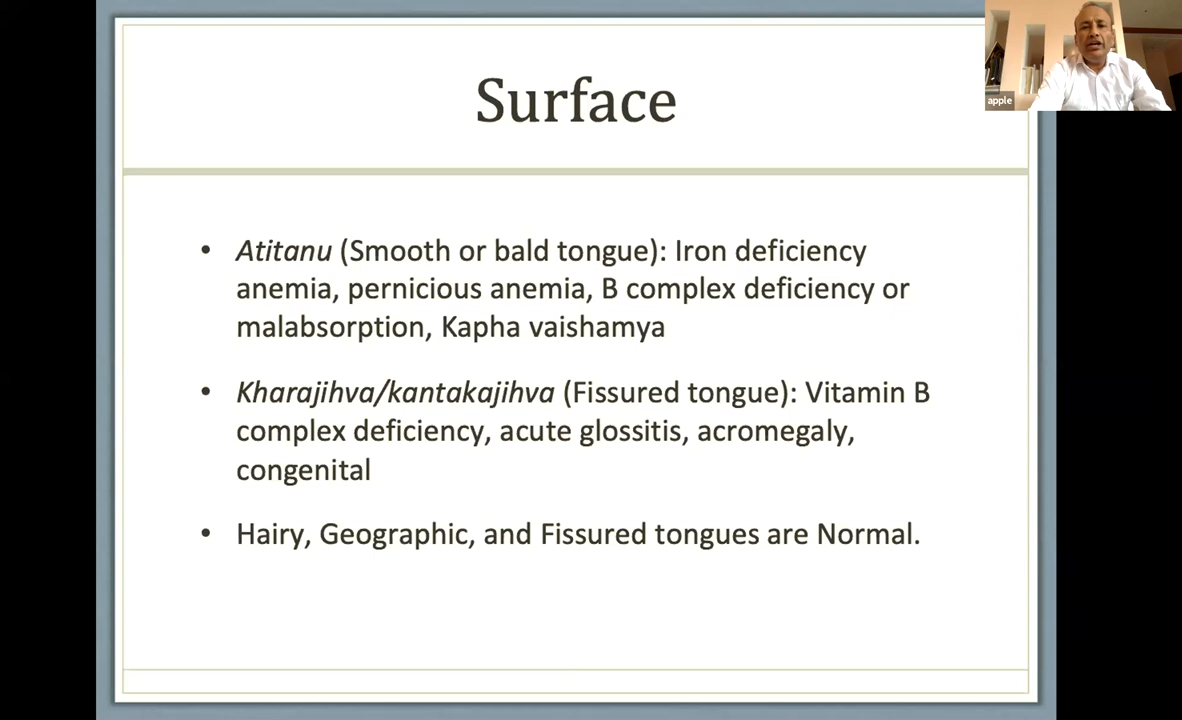 Surface
apple
• Atitanu (Smooth or bald tongue): Iron deficiency
anemia, pernicious anemia, B complex deficiency or
malabsorption, Kapha vaishamya
• Kharajihva/kantakajihva (Fissured tongue): Vitamin B
complex deficiency, acute glossitis, acromegaly,
congenital
• Hairy, Geographic, and Fissured tongues are Normal.